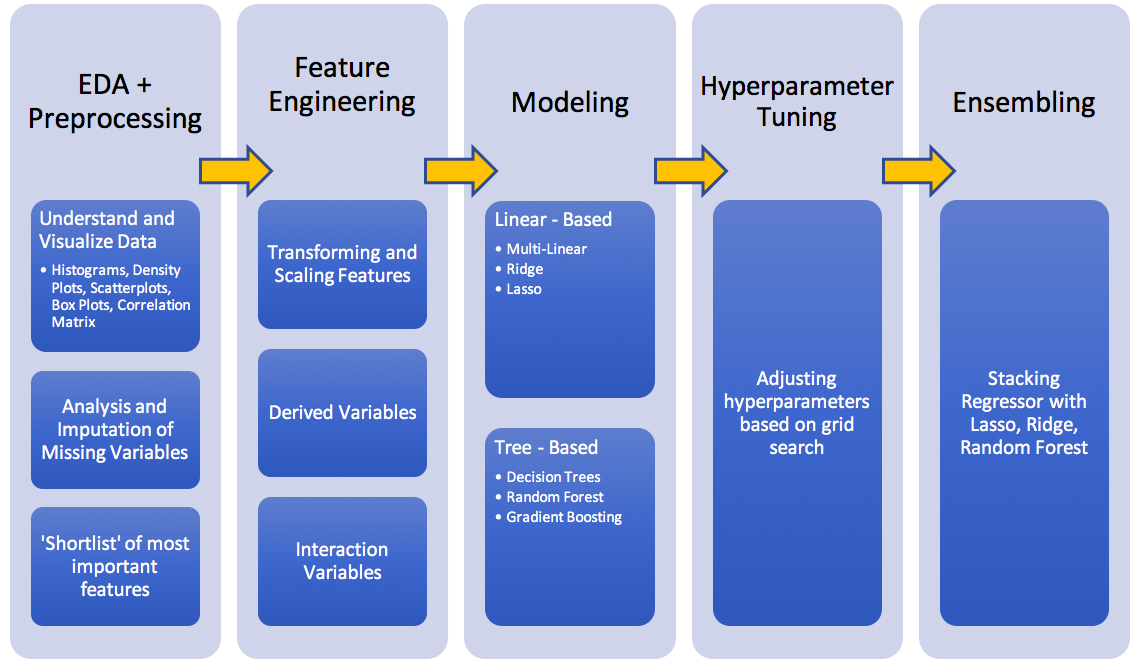 EDA +
Preprocessing
Understand and
Visualize Data
• Histograms, Density
Plots, Scatterplots,
Box Plots, Correlation
Matrix
Analysis and
Imputation of
Missing Variables
'Shortlist' of most
important
features
Feature
Engineering
Transforming and
Scaling Features
Derived Variables
Interaction
Variables
Modeling
Linear - Based
• Multi-Linear
• Ridge
• Lasso
Tree - Based
• Decision Trees
• Random Forest
• Gradient Boosting
Hyperparameter
Tuning
Adjusting
hyperparameters
based on grid
search
Ensembling
Stacking
Regressor with
Lasso, Ridge,
Random Forest